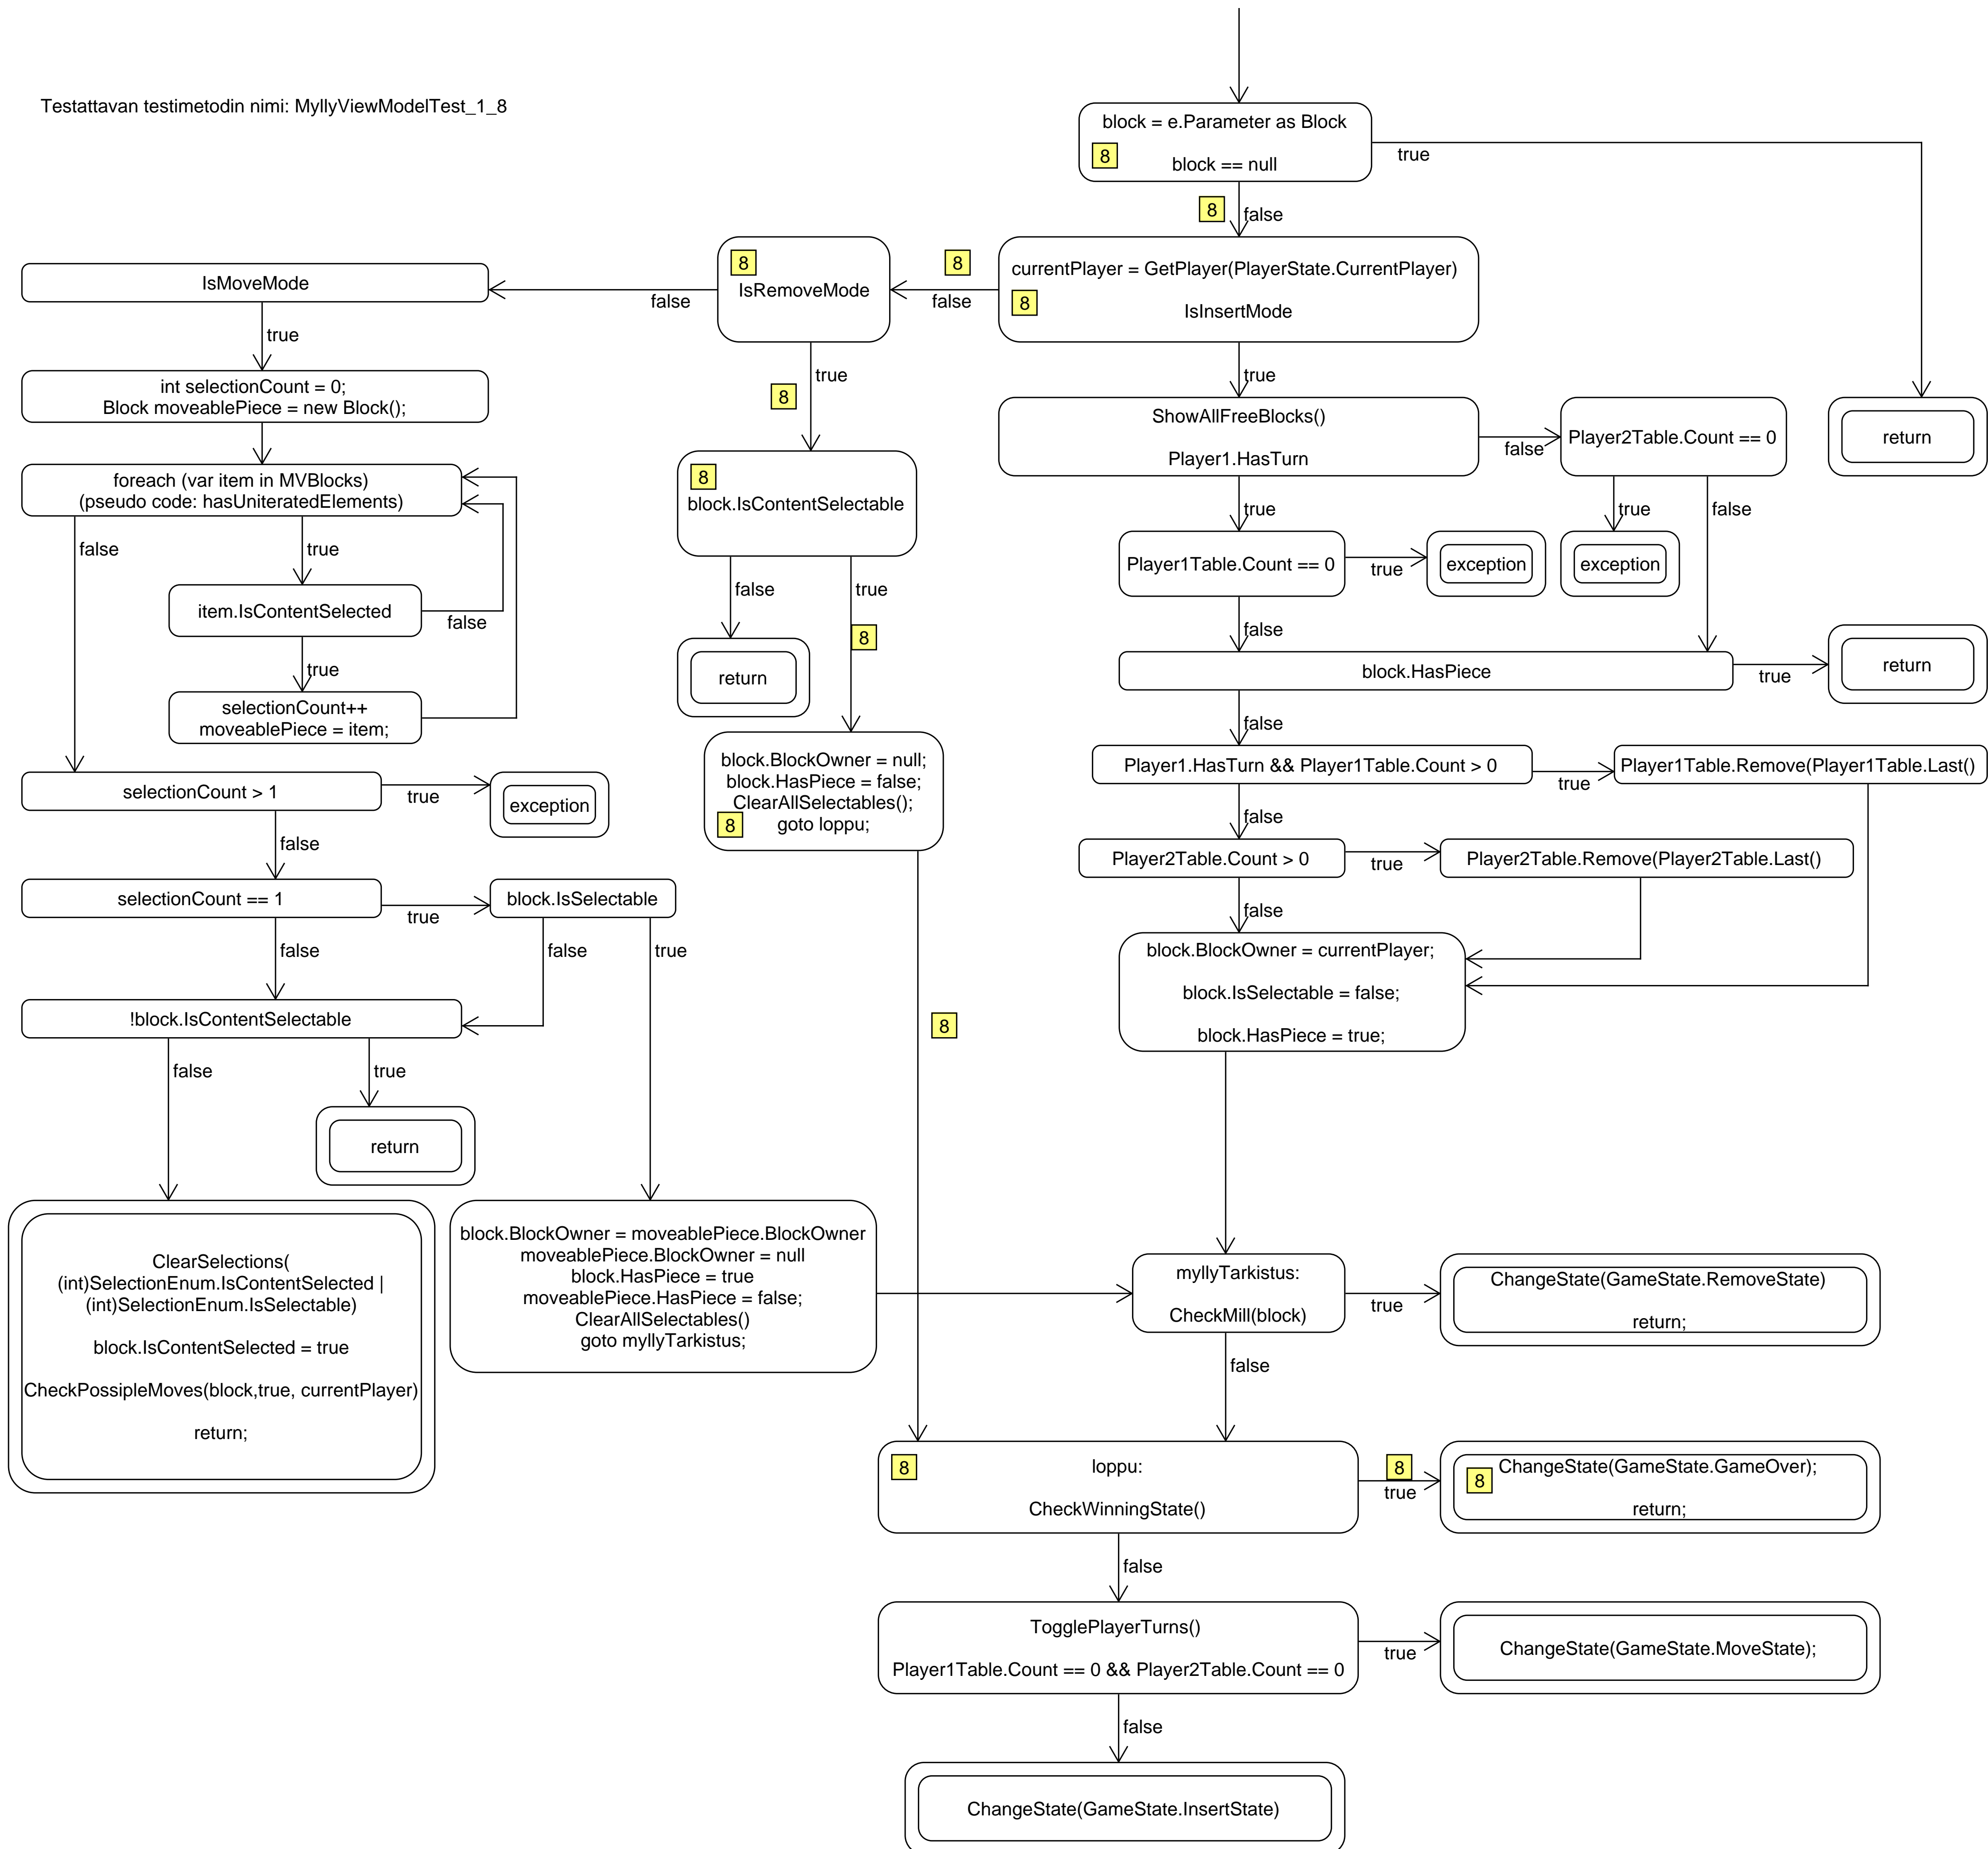 Testattavan testimetodin nimi: MyllyViewModelTest_1_8
block = e.Parameter as Block
8
block == null
true
8
false
currentPlayer = GetPlayer(PlayerState.CurrentPlayer)
8
IsInsertMode
8
false
8
IsRemoveMode
false
IsMoveMode
true
int selectionCount = 0;
Block moveablePiece = new Block();
foreach (var item in MVBlocks)
(pseudo code: hasUniteratedElements)
false
true
item.IsContentSelected
false
true
selectionCount++
moveablePiece = item;
selectionCount > 1
true
exception
false
selectionCount == 1
true
block.IsSelectable
false
false
true
!block.IsContentSelectable
false
true
return
ClearSelections(
(int)SelectionEnum.IsContentSelected |
(int)SelectionEnum.IsSelectable)
block.IsContentSelected = true
CheckPossipleMoves(block,true, currentPlayer)
return;
block.BlockOwner = moveablePiece.BlockOwner
moveablePiece.BlockOwner = null
block.HasPiece = true
moveablePiece.HasPiece = false;
ClearAllSelectables()
goto myllyTarkistus;
true
8
8
block.IsContentSelectable
false
true
8
return
block.BlockOwner = null;
block.HasPiece = false;
ClearAllSelectables();
8
goto loppu;
8
true
ShowAllFreeBlocks()
Player1.HasTurn
false
Player2Table.Count == 0
return
true
true
false
Player1Table.Count == 0
true
exception
exception
false
block.HasPiece
true
return
false
Player1.HasTurn && Player1Table.Count > 0
true
Player1Table.Remove(Player1Table.Last()
false
Player2Table.Count > 0
true
Player2Table.Remove(Player2Table.Last()
false
block.BlockOwner = currentPlayer;
block.IsSelectable = false;
block.HasPiece = true;
myllyTarkistus:
CheckMill(block)
true
ChangeState(GameState.RemoveState)
return;
false
8
loppu:
CheckWinningState()
8
true
8
ChangeState(GameState.GameOver);
return;
false
TogglePlayerTurns()
Player1Table.Count == 0 && Player2Table.Count == 0
true
ChangeState(GameState.MoveState);
false
ChangeState(GameState.InsertState)